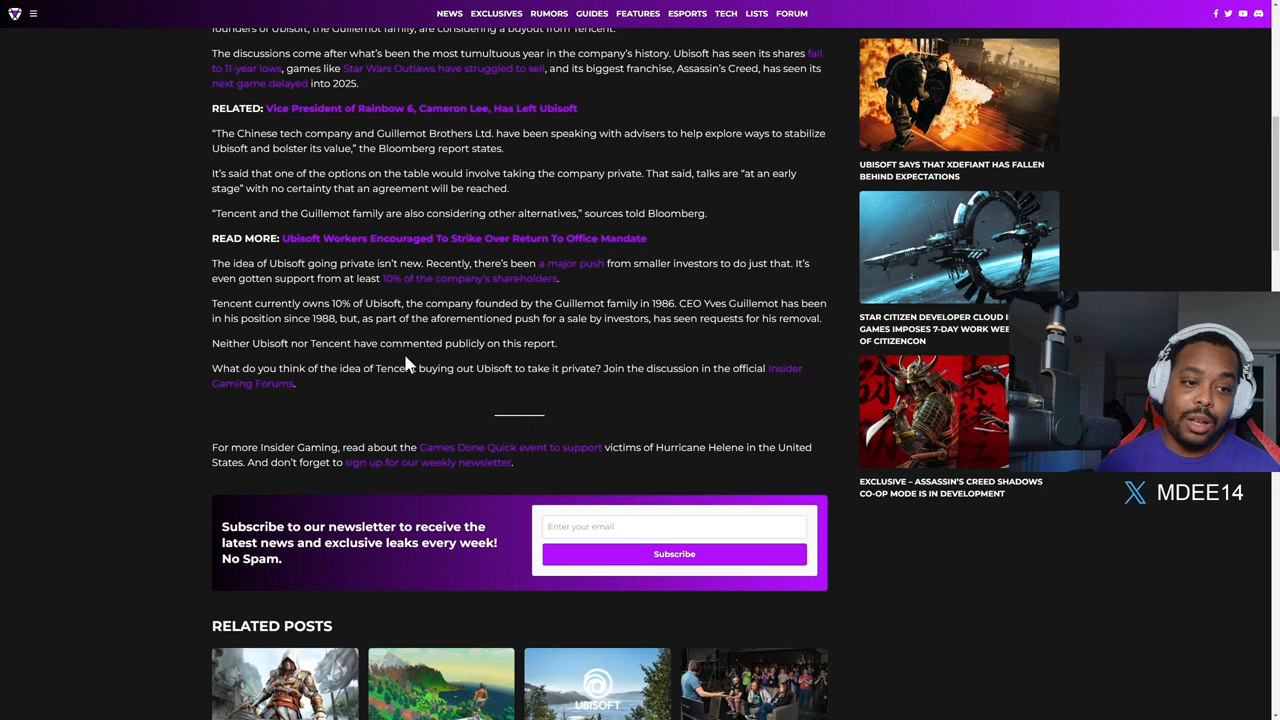 NEWS EXCLUSIVES RUMORS GUIDES FEATURES ESPORTS TECH LISTS FORUM
founders of Ubisoft, the Guillemot family, are considering a buyout from Tencent.
The discussions come after what's been the most tumultuous year in the company's history. Ubisoft has seen its shares fall
to 11-year lows, games like Star Wars Outlaws have struggled to sell, and its biggest franchise, Assassin's Creed, has seen its
next game delayed into 2025.
RELATED: Vice President of Rainbow 6, Cameron Lee, Has Left Ubisoft
“The Chinese tech company and Guillemot Brothers Ltd. have been speaking with advisers to help explore ways to stabilize
Ubisoft and bolster its value,” the Bloomberg report states.
It's said that one of the options on the table would involve taking the company private. That said, talks are “at an early
stage” with no certainty that an agreement will be reached.
“Tencent and the Guillemot family are also considering other alternatives,” sources told Bloomberg.
READ MORE: Ubisoft Workers Encouraged To Strike Over Return To Office Mandate
The idea of Ubisoft going private isn't new. Recently, there's been a major push from smaller investors to do just that. It's
even gotten support from at least 10% of the company's shareholders.
Tencent currently owns 10% of Ubisoft, the company founded by the Guillemot family in 1986. CEO Yves Guillemot has been
in his position since 1988, but, as part of the aforementioned push for a sale by investors, has seen requests for his removal.
Neither Ubisoft nor Tencent have commented publicly on this report.
What do you think of the idea of Tencent buying out Ubisoft to take it private? Join the discussion in the official Insider
Gaming Forums.
For more Insider Gaming, read about the Games Done Quick event to support victims of Hurricane Helene in the United
States. And don't forget to sign up for our weekly newsletter.
Subscribe to our newsletter to receive the
latest news and exclusive leaks every week!
No Spam.
Enter your email
Subscribe
RELATED POSTS
UBISOFT
UBISOFT SAYS THAT XDEFIANT HAS FALLEN
BEHIND EXPECTATIONS
STAR CITIZEN DEVELOPER CLOUD I
GAMES IMPOSES 7-DAY WORK WEE
OF CITIZENCON
EXCLUSIVE – ASSASSIN'S CREED SHADOWS
CO-OP MODE IS IN DEVELOPMENT
MDEE14